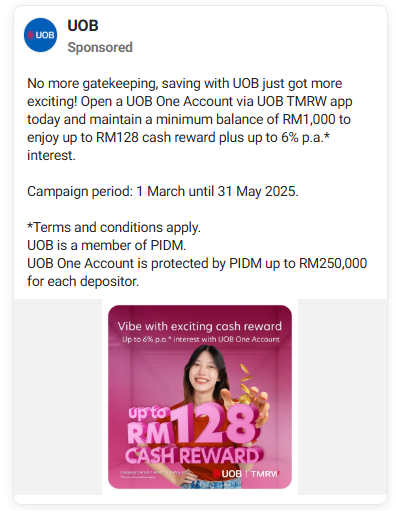 UOB
UOB
Sponsored
No more gatekeeping, saving with UOB just got more
exciting! Open a UOB One Account via UOB TMRW app
today and maintain a minimum balance of RM1,000 to
enjoy up to RM128 cash reward plus up to 6% p.a.*
interest.
Campaign period: 1 March until 31 May 2025.
*Terms and conditions apply.
UOB is a member of PIDM.
UOB One Account is protected by PIDM up to RM250,000
for each depositor.
Vibe with exciting cash reward
Up to 6% p.a.* interest with UOB One Account
up to
RM128
CASH REWARD
UOB | TMRW